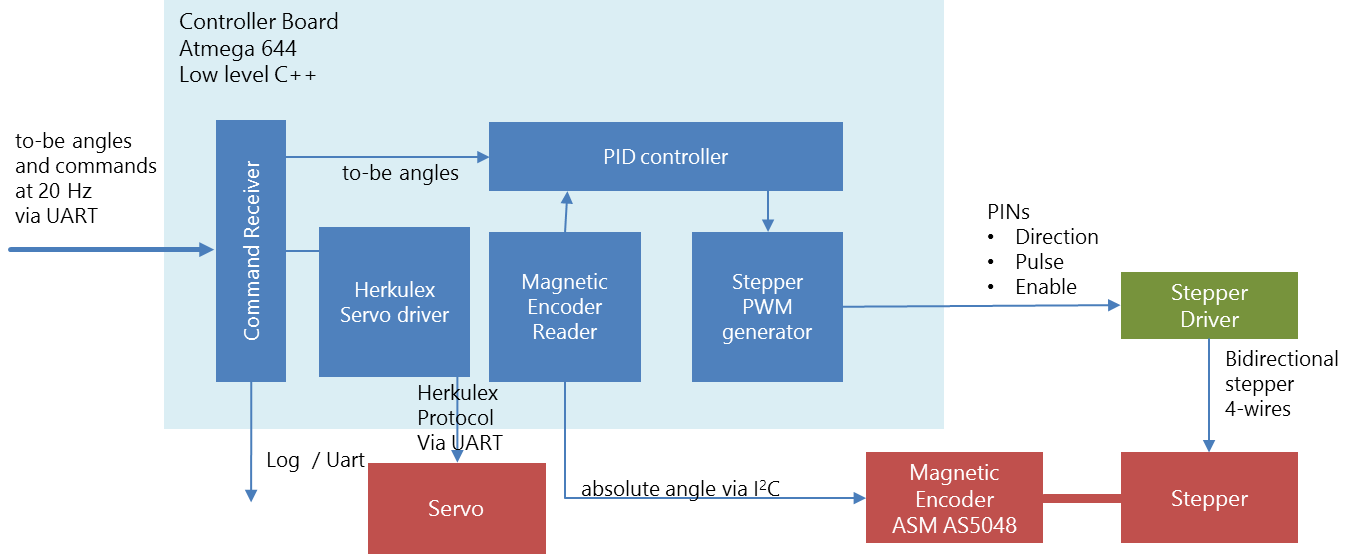 Controller Board
Atmega 644
Low level C++
to-be angles
and commands
at 20 Hz
via UART
Command Receiver
to-be angles
PID controller
Herkulex
Servo driver
Magnetic
Encoder
Reader
Stepper
PWM
generator
PINs
• Direction
• Pulse
• Enable
Stepper
Driver
Bidirectional
stepper
4-wires
Herkulex
Protocol
Via UART
Log / Uart
Servo
absolute angle via I²C
Magnetic
Encoder
ASM AS5048
Stepper